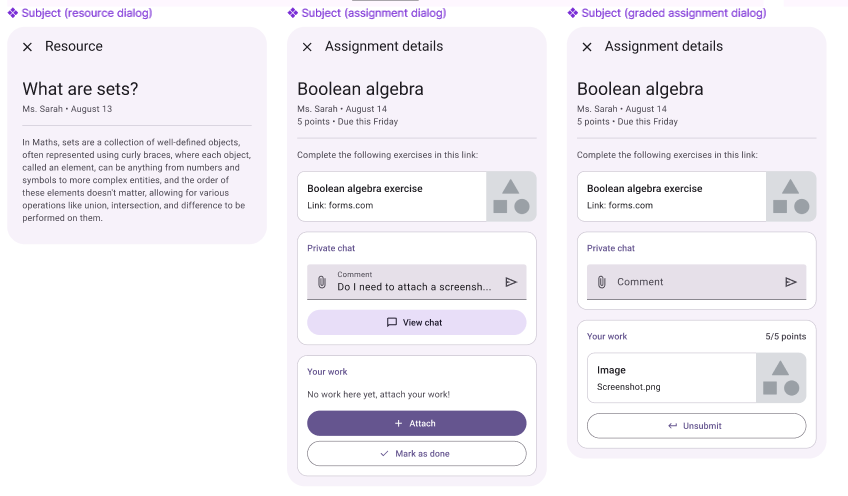 Subject (resource dialog)
Resource
What are sets?
Ms. Sarah • August 13
In Maths, sets are a collection of well-defined objects,
often represented using curly braces, where each object,
called an element, can be anything from numbers and
symbols to more complex entities, and the order of
these elements doesn't matter, allowing for various
operations like union, intersection, and difference to be
performed on them.
Subject (assignment dialog)
Assignment details
Boolean algebra
Ms. Sarah • August 14
5 points • Due this Friday
Complete the following exercises in this link:
Boolean algebra exercise
Link: forms.com
Private chat
Comment
Do I need to attach a screensh...
View chat
Your work
No work here yet, attach your work!
Attach
Mark as done
Subject (graded assignment dialog)
Assignment details
Boolean algebra
Ms. Sarah • August 14
5 points • Due this Friday
Complete the following exercises in this link:
Boolean algebra exercise
Link: forms.com
Private chat
Comment
Your work 5/5 points
Image
Screenshot.png
Unsubmit